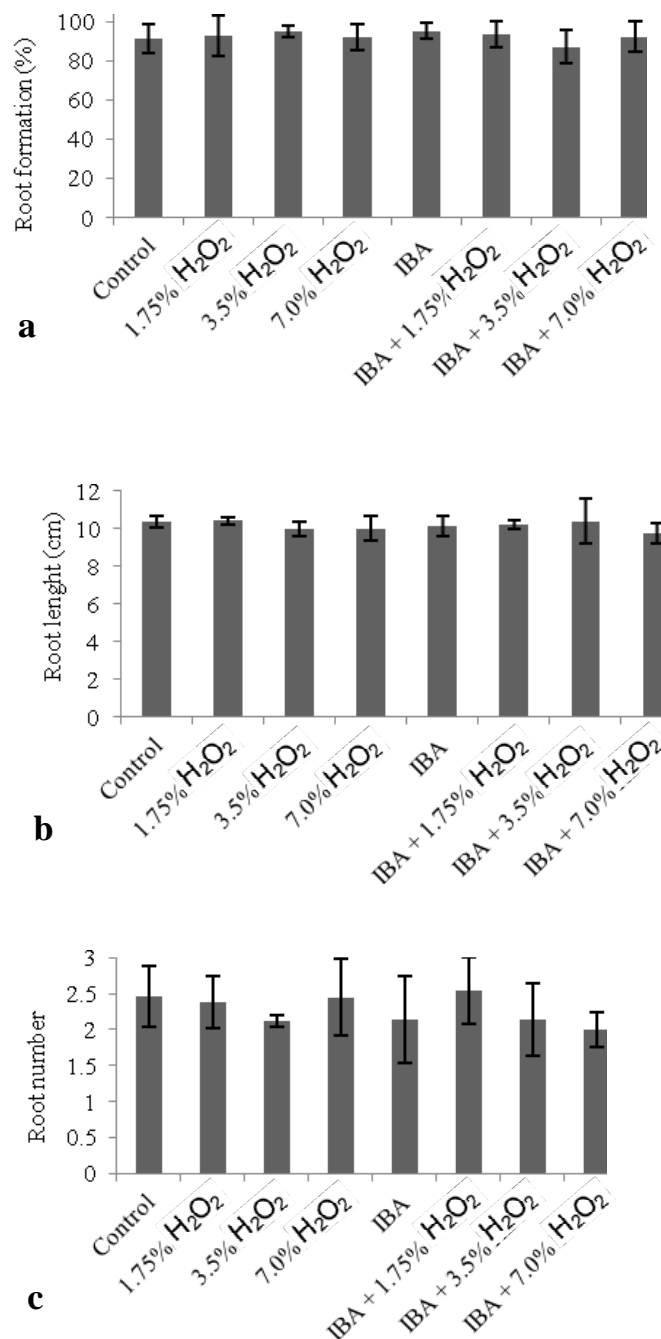 Root formation (%)
100
80
60
40
20
0
Control
1.75% H₂O₂
3.5% H₂O₂
7.0% H₂O₂
IBA
IBA + 1.75% H₂O₂
IBA + 3.5% H₂O₂
IBA + 7.0% H₂O₂
a
Root lenght (cm)
12
10
8
6
4
2
0
Control
1.75% H₂O₂
3.5% H₂O₂
7.0% H₂O₂
IBA
IBA + 1.75% H₂O₂
IBA + 3.5% H₂O₂
IBA + 7.0% H₂O₂
b
Root number
3
2.5
2
1.5
1
0.5
0
Control
1.75% H₂O₂
3.5% H₂O₂
7.0% H₂O₂
IBA
IBA + 1.75% H₂O₂
IBA + 3.5% H₂O₂
IBA + 7.0% H₂O₂
c